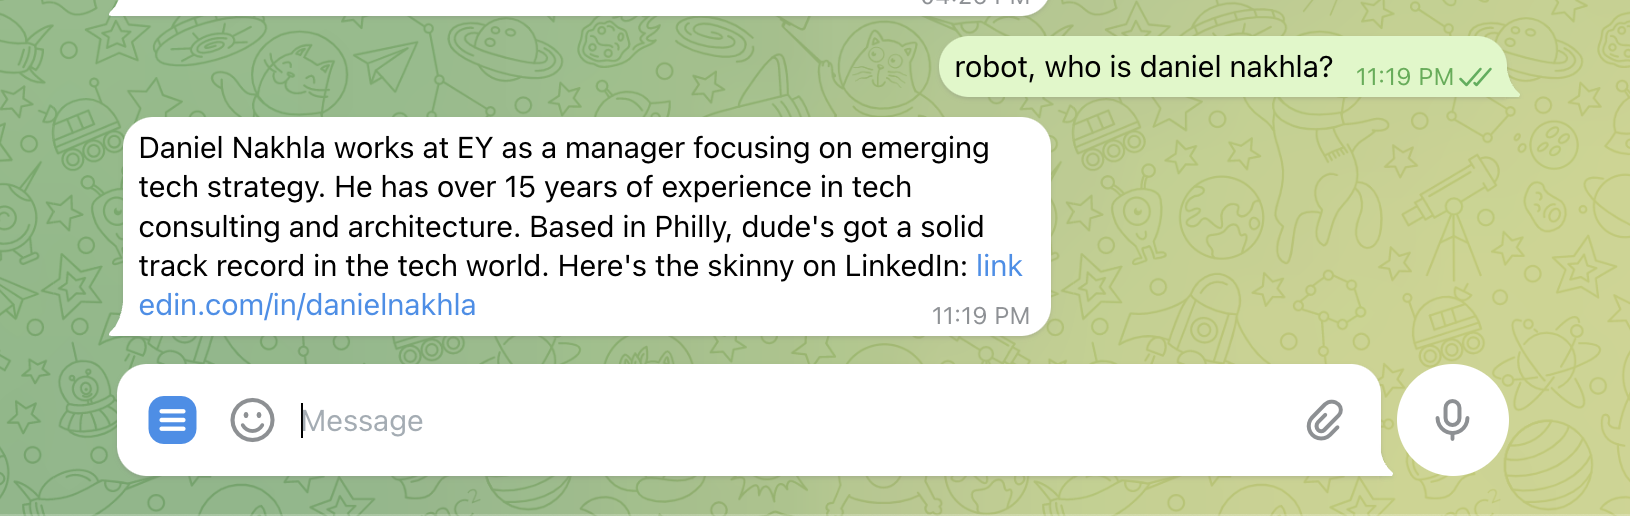 robot, who is daniel nakhla? 11:19 PM
Daniel Nakhla works at EY as a manager focusing on emerging
tech strategy. He has over 15 years of experience in tech
consulting and architecture. Based in Philly, dude's got a solid
track record in the tech world. Here's the skinny on LinkedIn: link
edin.com/in/danielnakhla
11:19 PM
Message